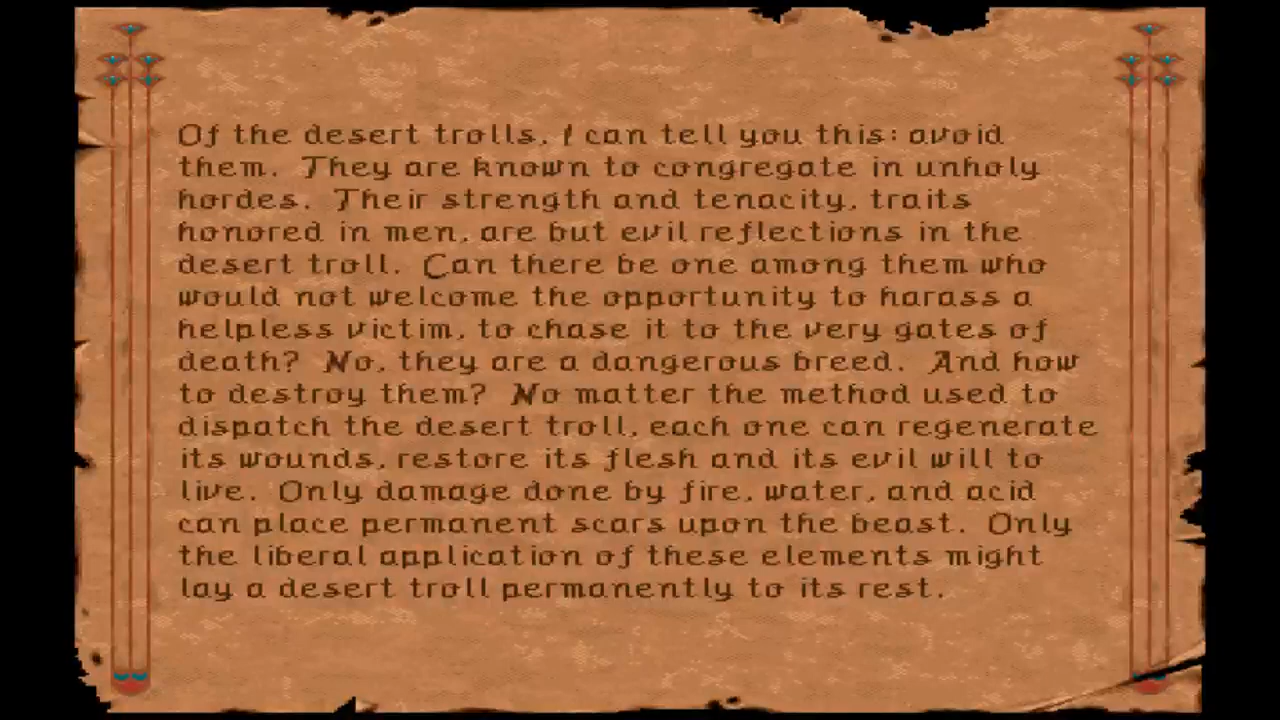 Of the desert trolls, I can tell you this: avoid
them. They are known to congregate in unholy
hordes. Their strength and tenacity, traits
honored in men, are but evil reflections in the
desert troll. Can there be one among them who
would not welcome the opportunity to harass a
helpless victim, to chase it to the very gates of
death? No, they are a dangerous breed. And how
to destroy them? No matter the method used to
dispatch the desert troll, each one can regenerate
its wounds, restore its flesh and its evil will to
live. Only damage done by fire, water, and acid
can place permanent scars upon the beast. Only
the liberal application of these elements might
lay a desert troll permanently to its rest.